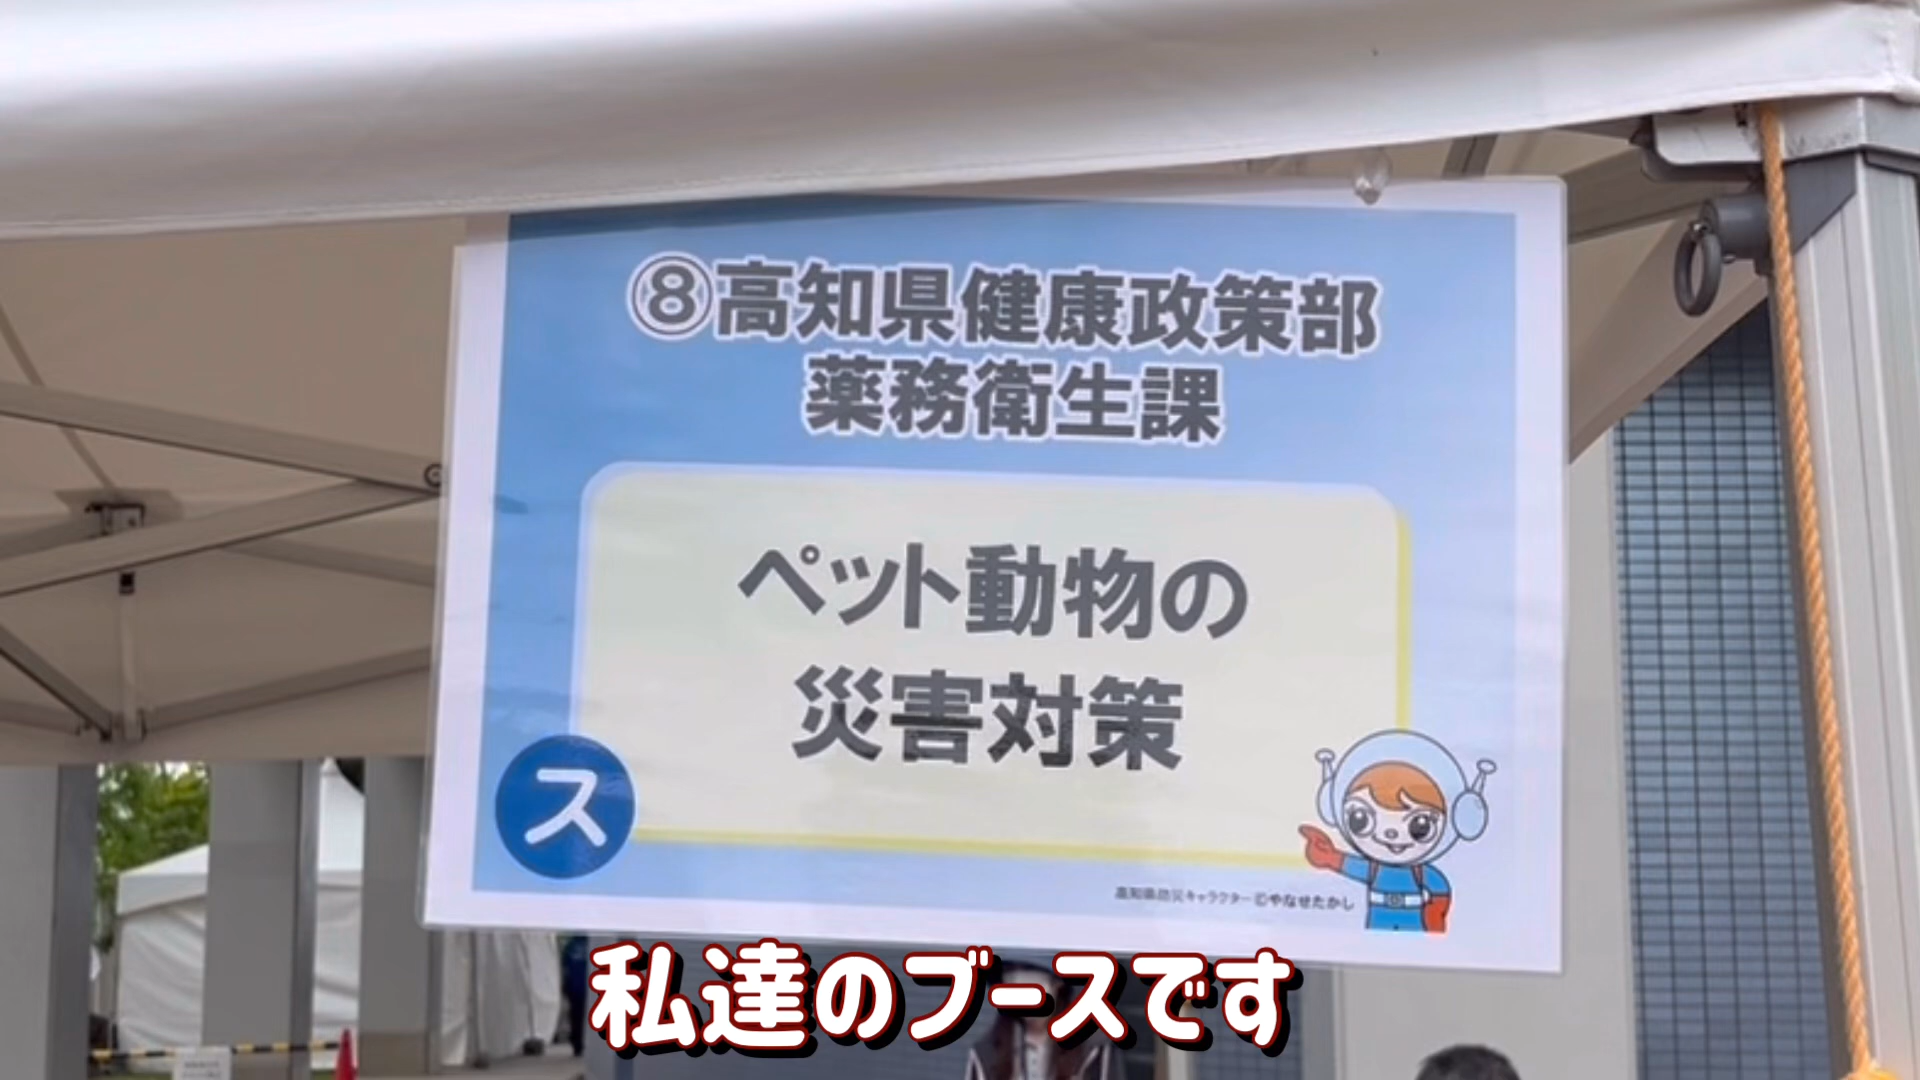 ⑧高知県健康政策部
薬務衛生課
ペット動物の
災害対策
ス
高知県防災キャラクター©やなせたかし
私達のブースです